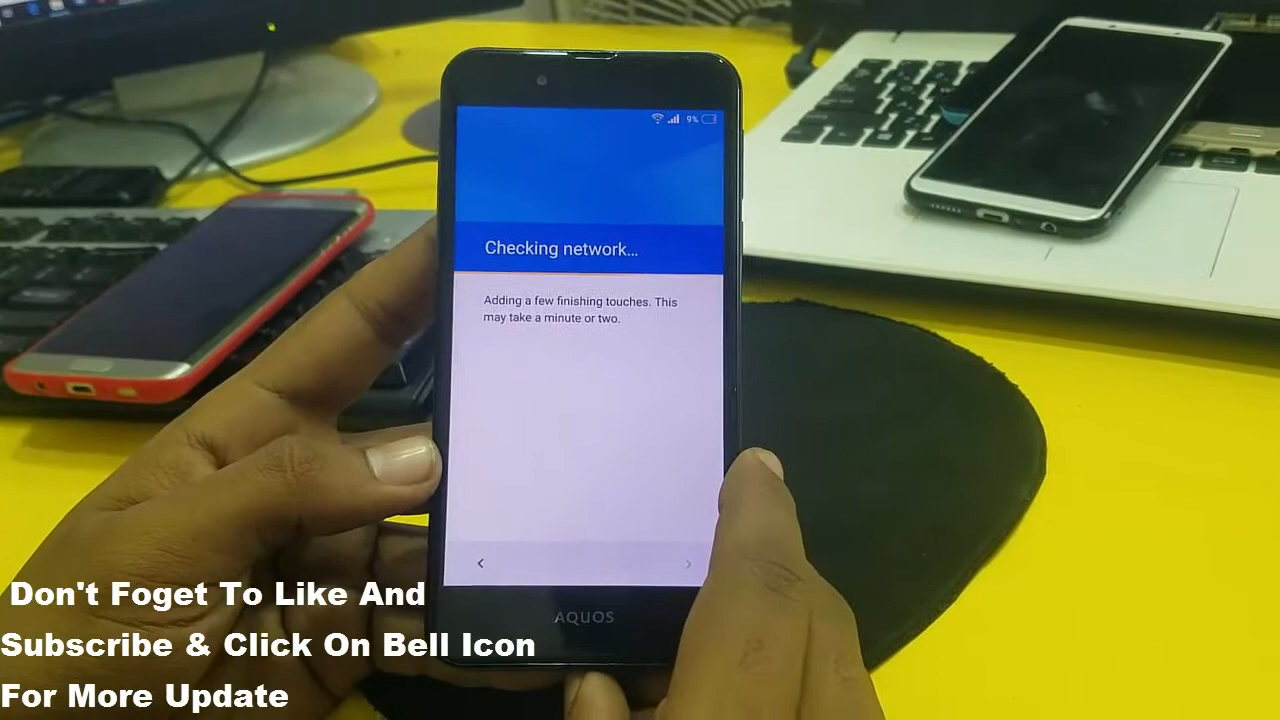 9%
Checking network...
Adding a few finishing touches. This
may take a minute or two.
AQUOS
Don't Foget To Like And
Subscribe & Click On Bell Icon
For More Update